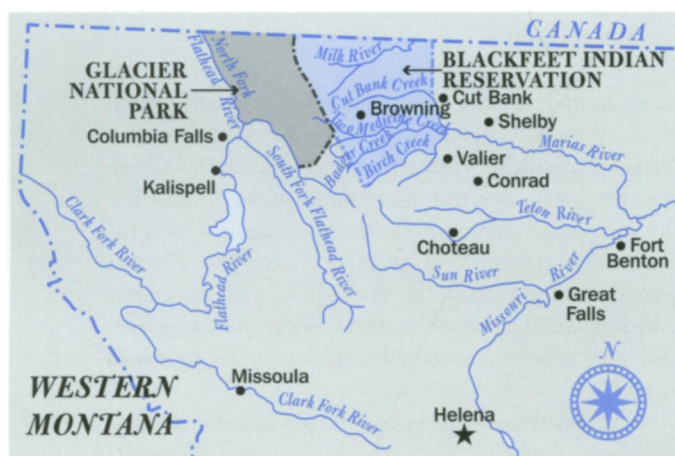 CANADA
North Fork
Flathead River
Milk River
GLACIER
NATIONAL
PARK
BLACKFEET INDIAN
RESERVATION
Cut Bank Creek
Cut Bank
Browning
Shelby
Two Medicine Creek
Columbia Falls
Badger Creek
Birch Creek
Marias River
Valier
Kalispell
Conrad
South Fork Flathead River
Clark Fork River
Teton River
Choteau
Fort
Benton
Flathead River
Sun River
Missouri River
Great
Falls
N
WESTERN
MONTANA
Missoula
Clark Fork River
Helena